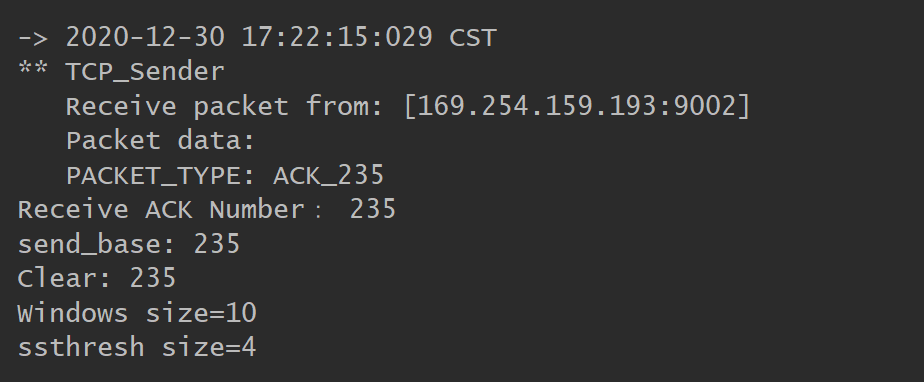 -> 2020-12-30 17:22:15:029 CST
** TCP_Sender
   Receive packet from: [169.254.159.193:9002]
   Packet data:
   PACKET_TYPE: ACK_235
Receive ACK Number： 235
send_base: 235
Clear: 235
Windows size=10
ssthresh size=4